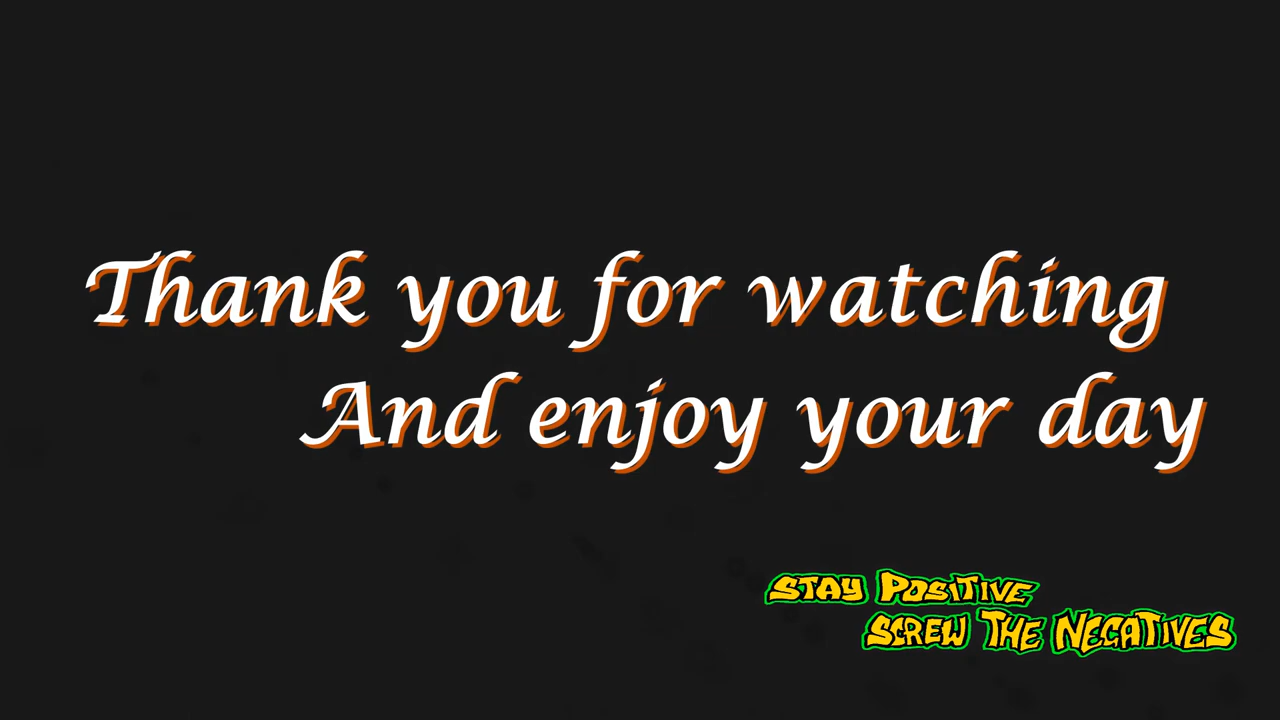 Thank you for watching
And enjoy your day
STAY POSITIVE
SCREW THE NEGATIVES